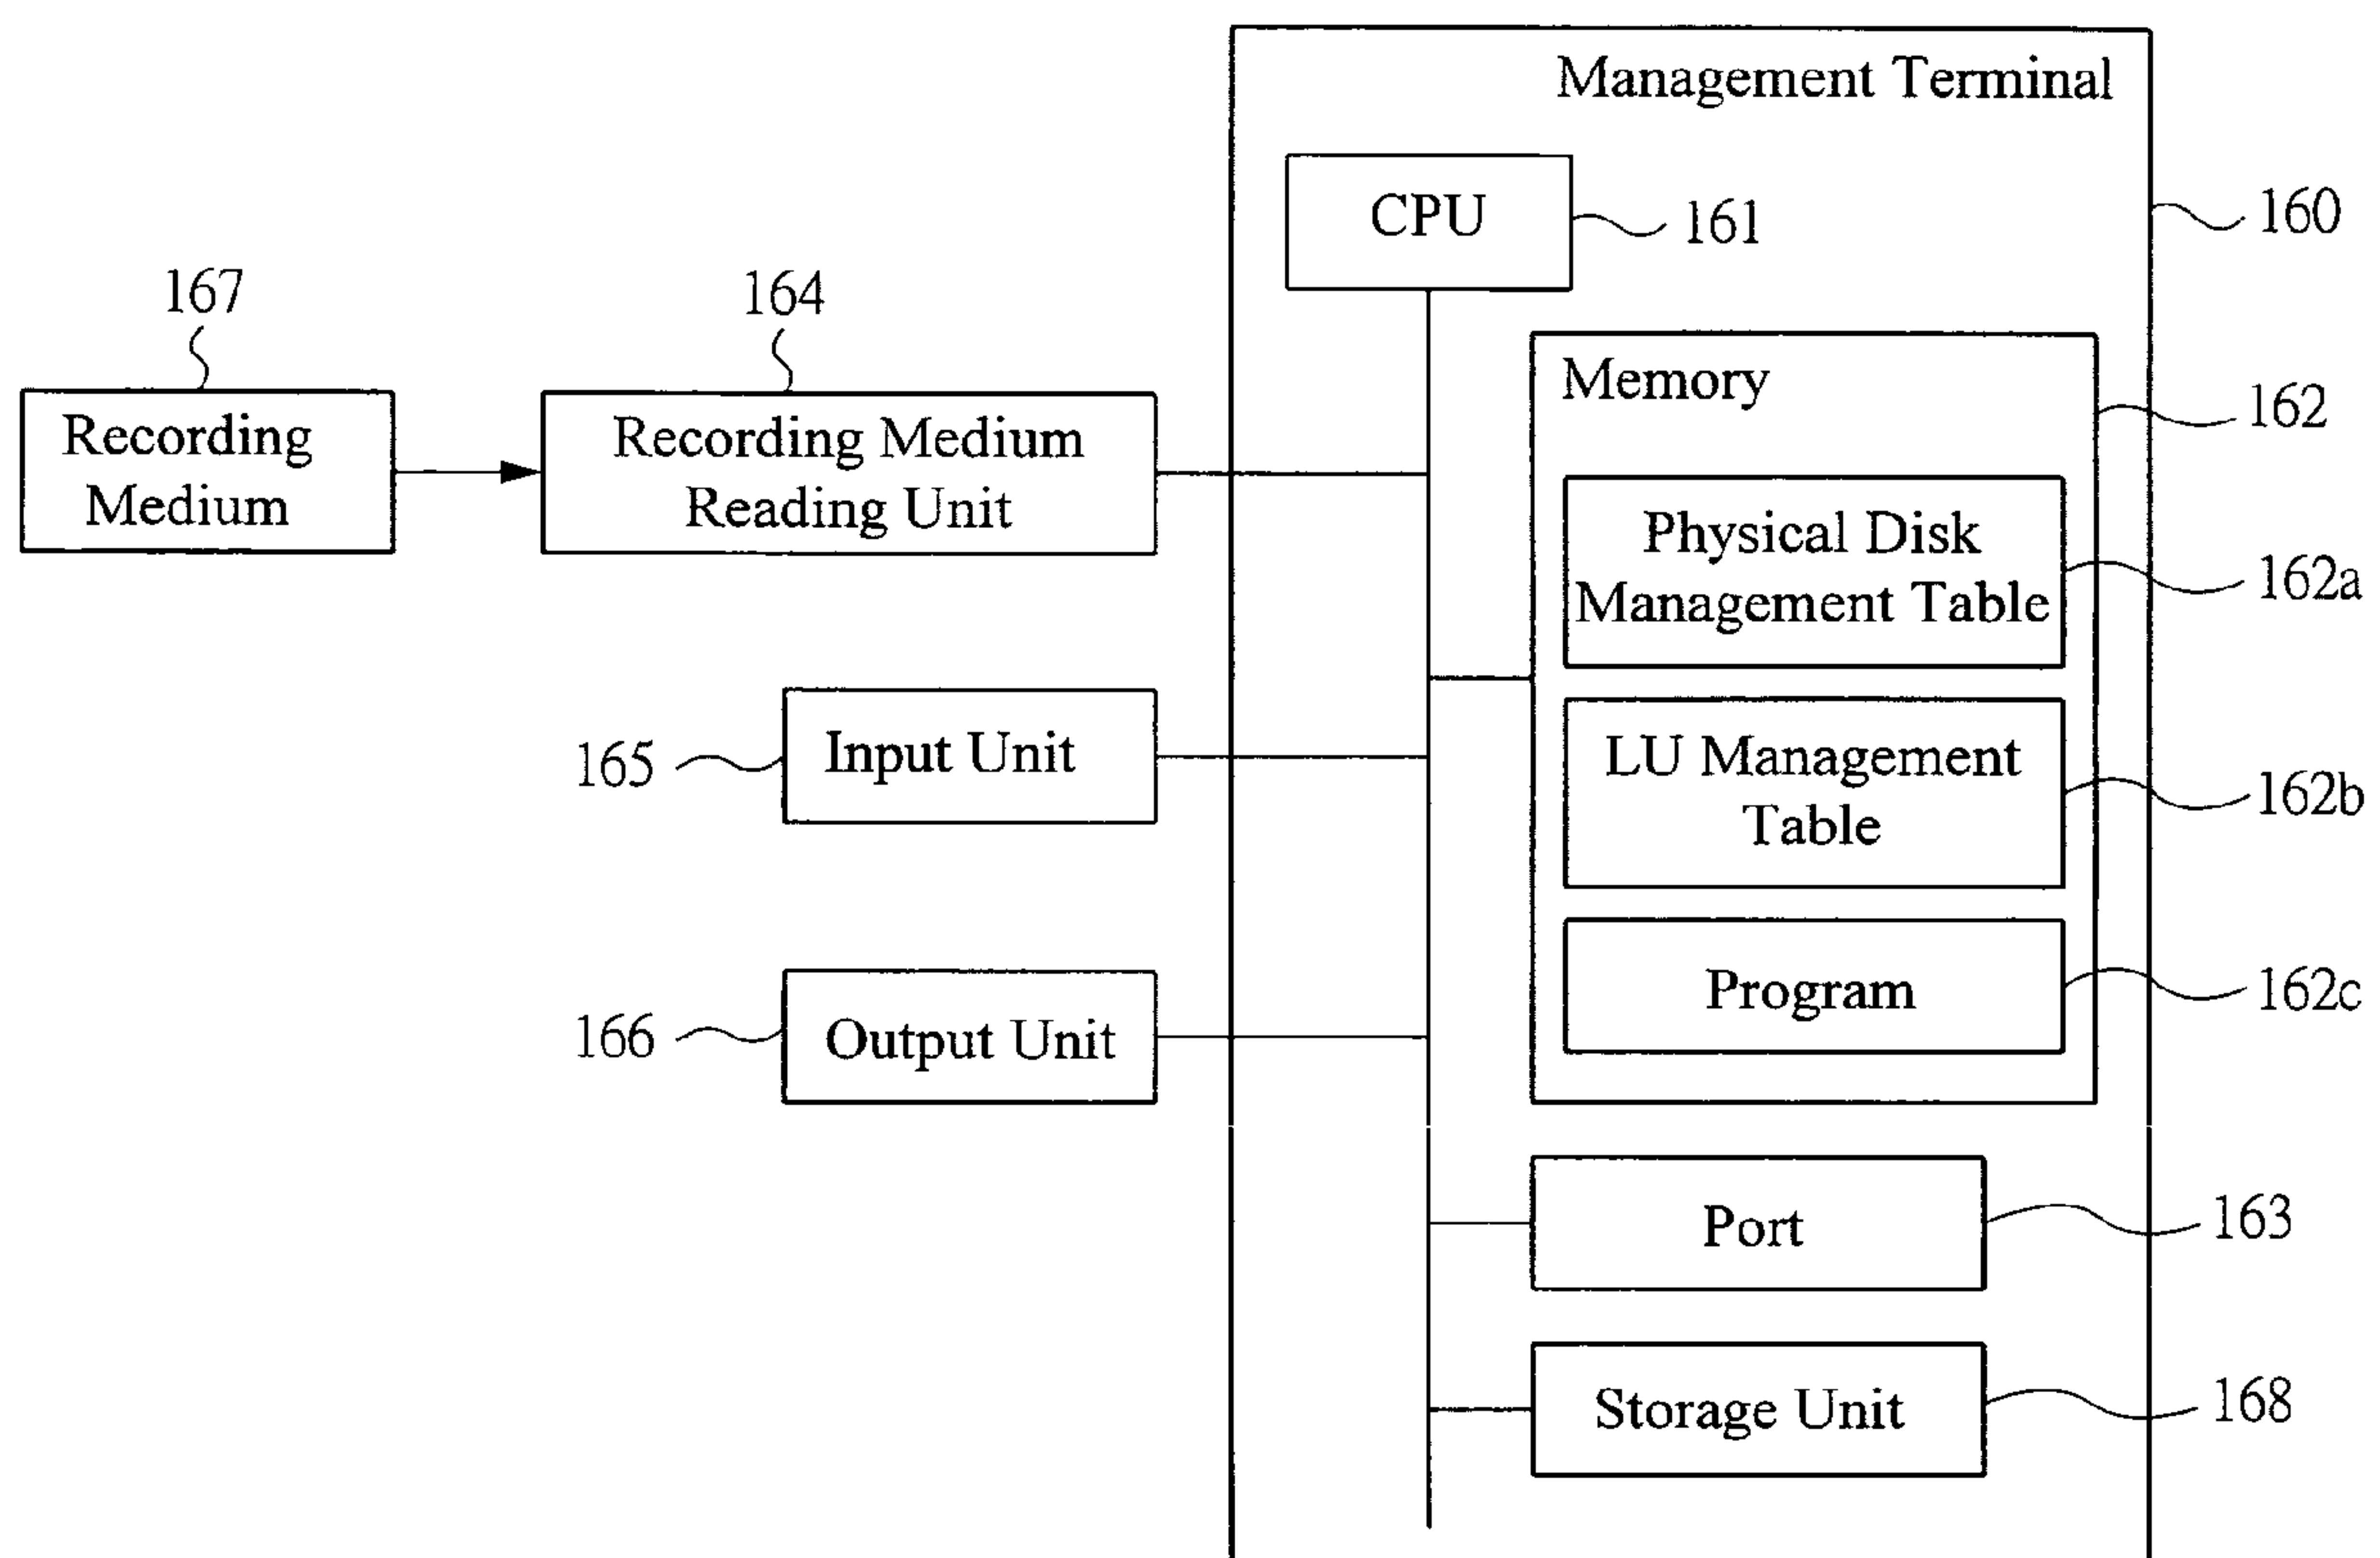 Management Terminal
CPU
161
160
167
164
Recording
Medium
Recording Medium
Reading Unit
Memory
162
Physical Disk
Management Table
162a
165
Input Unit
LU Management
Table
162b
166
Output Unit
Program
162c
Port
163
Storage Unit
168